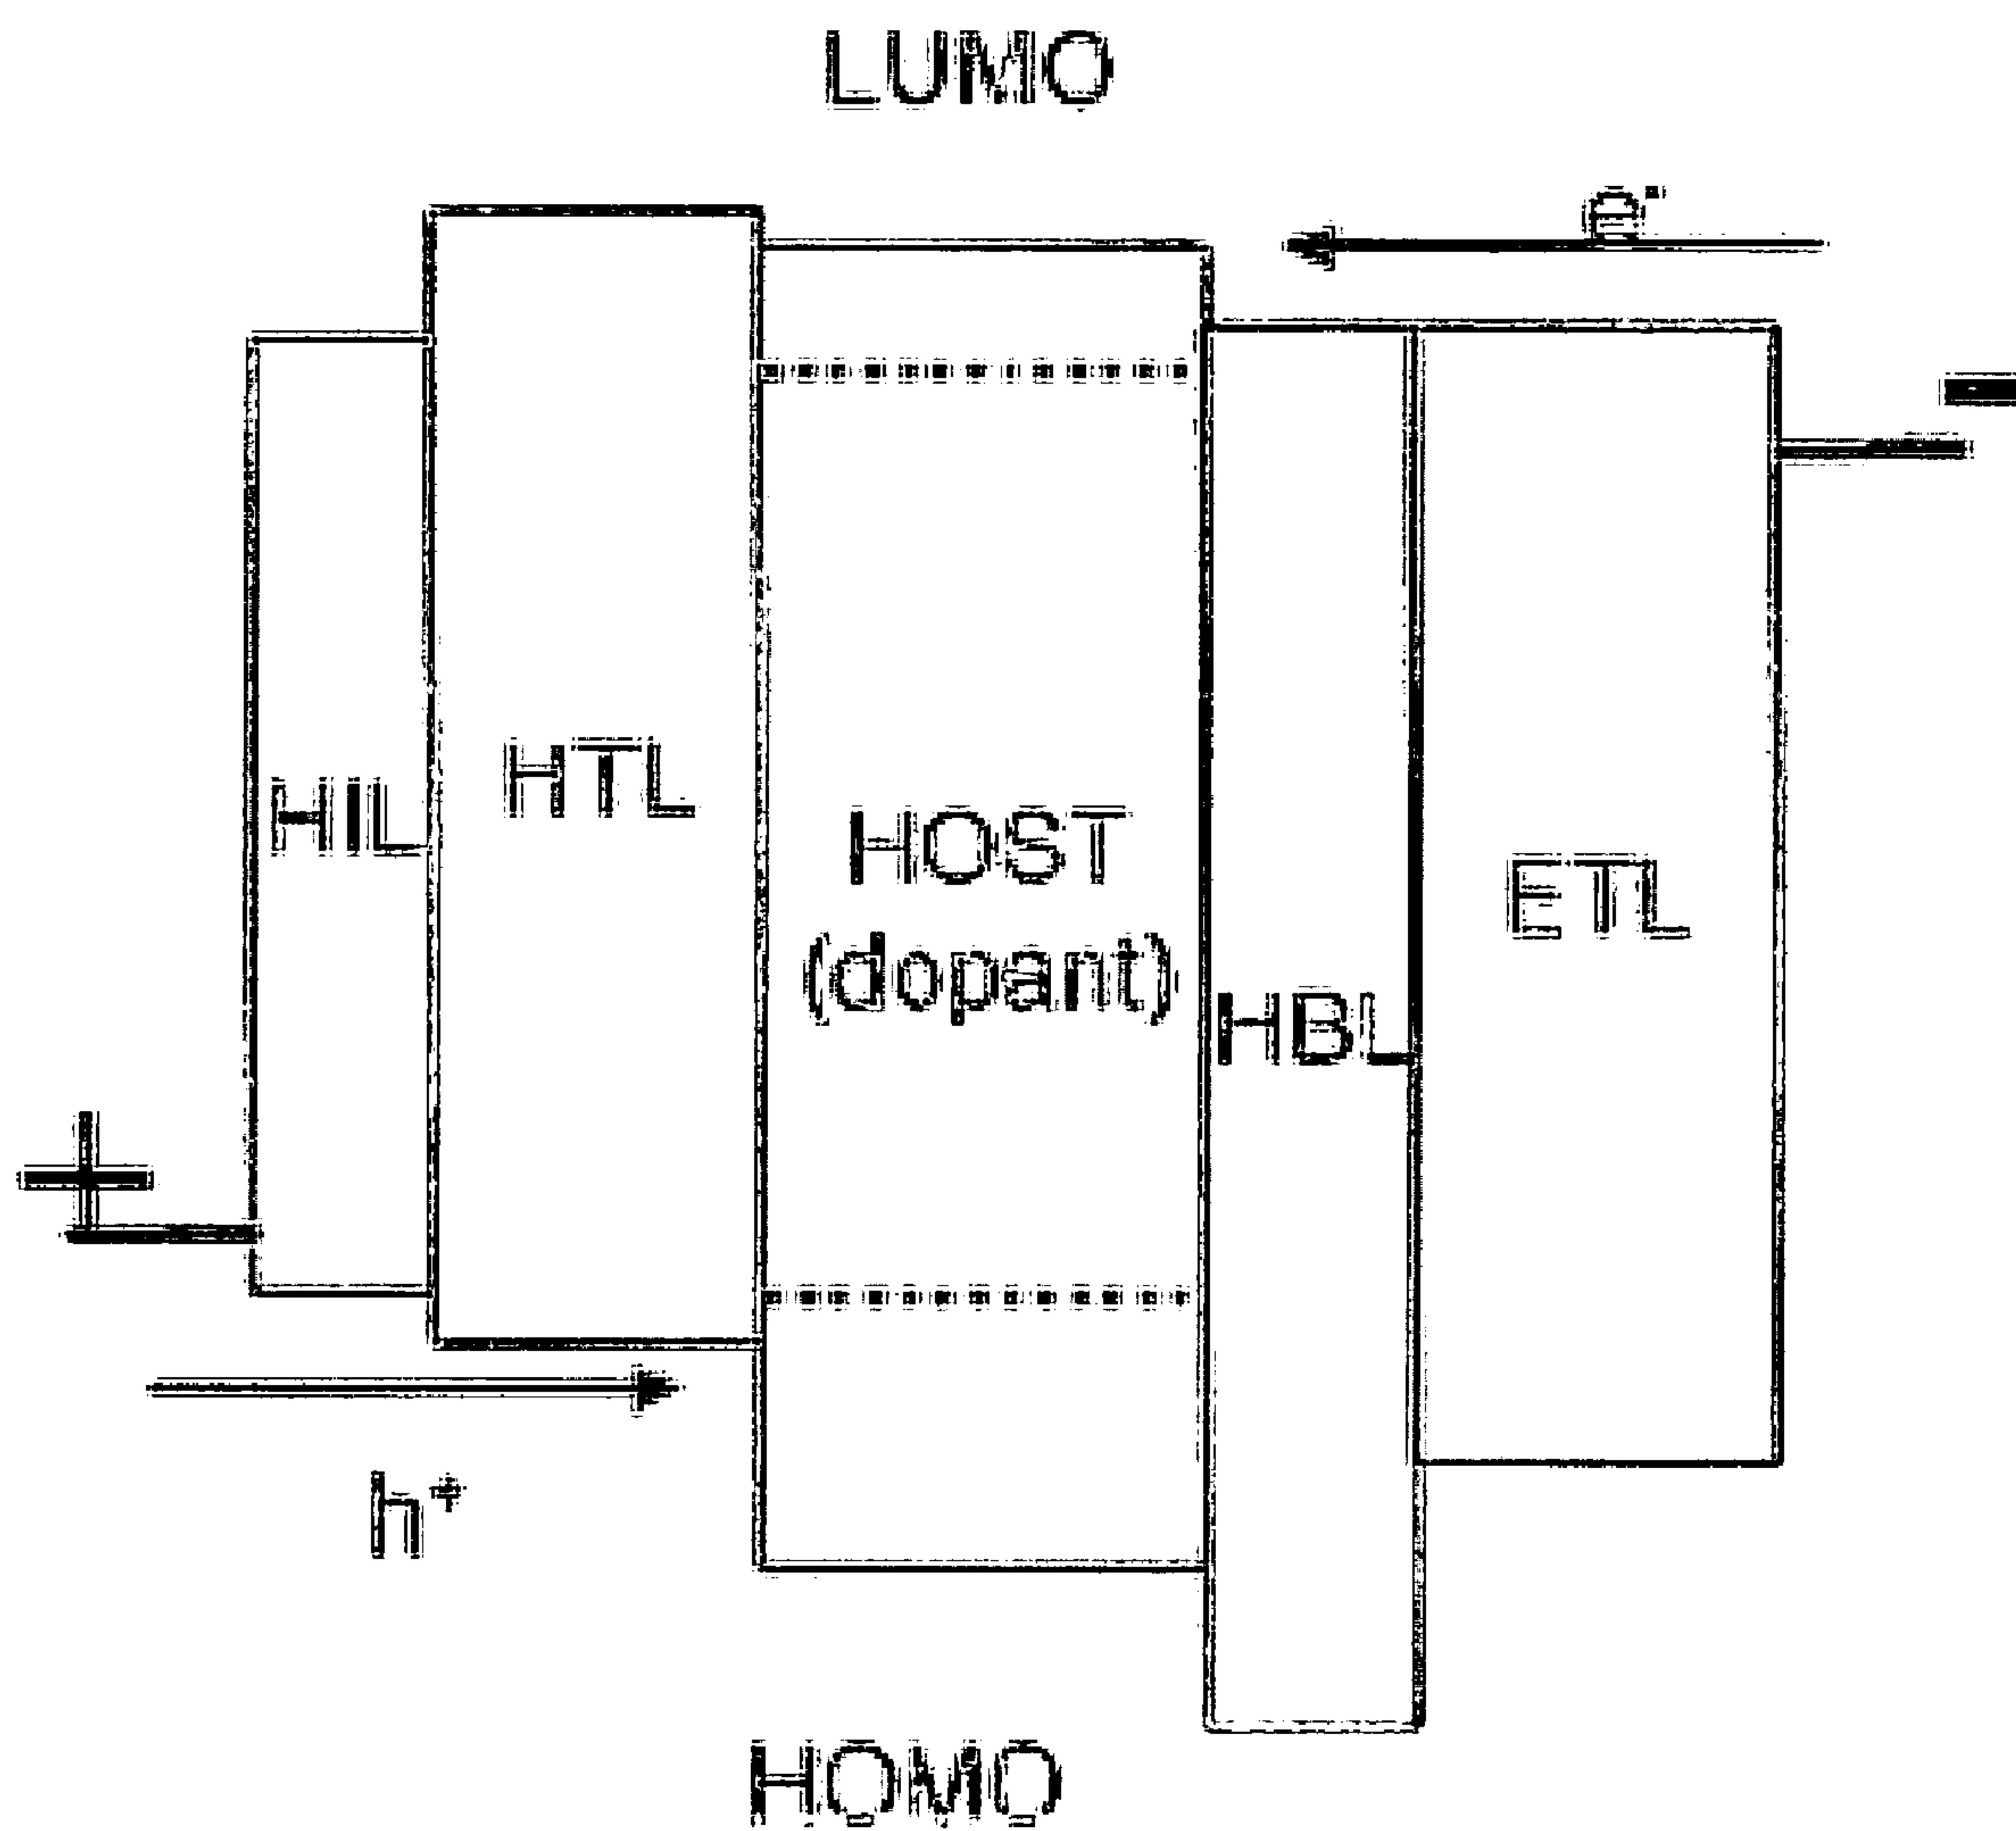 LUMO
e⁻
−
HTL
HIL
HOST
(dopant)
ETL
HBL
+
h⁺
HOMO